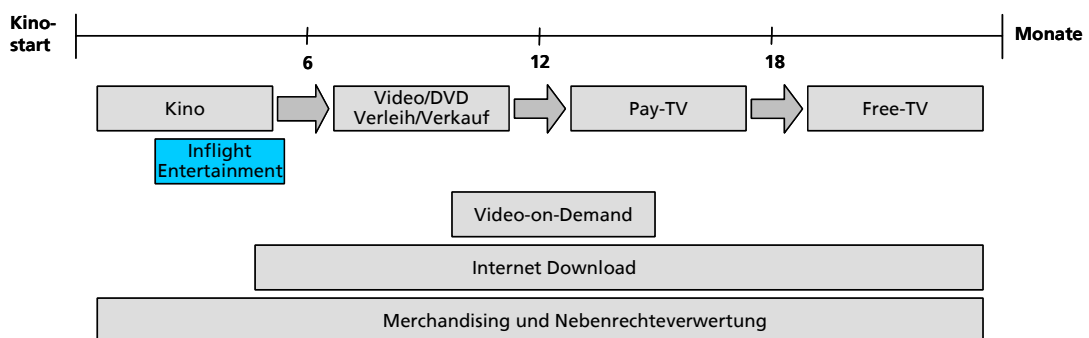 Kino-
start
Monate
6
12
18
Kino
Video/DVD
Verleih/Verkauf
Pay-TV
Free-TV
Inflight
Entertainment
Video-on-Demand
Internet Download
Merchandising und Nebenrechteverwertung